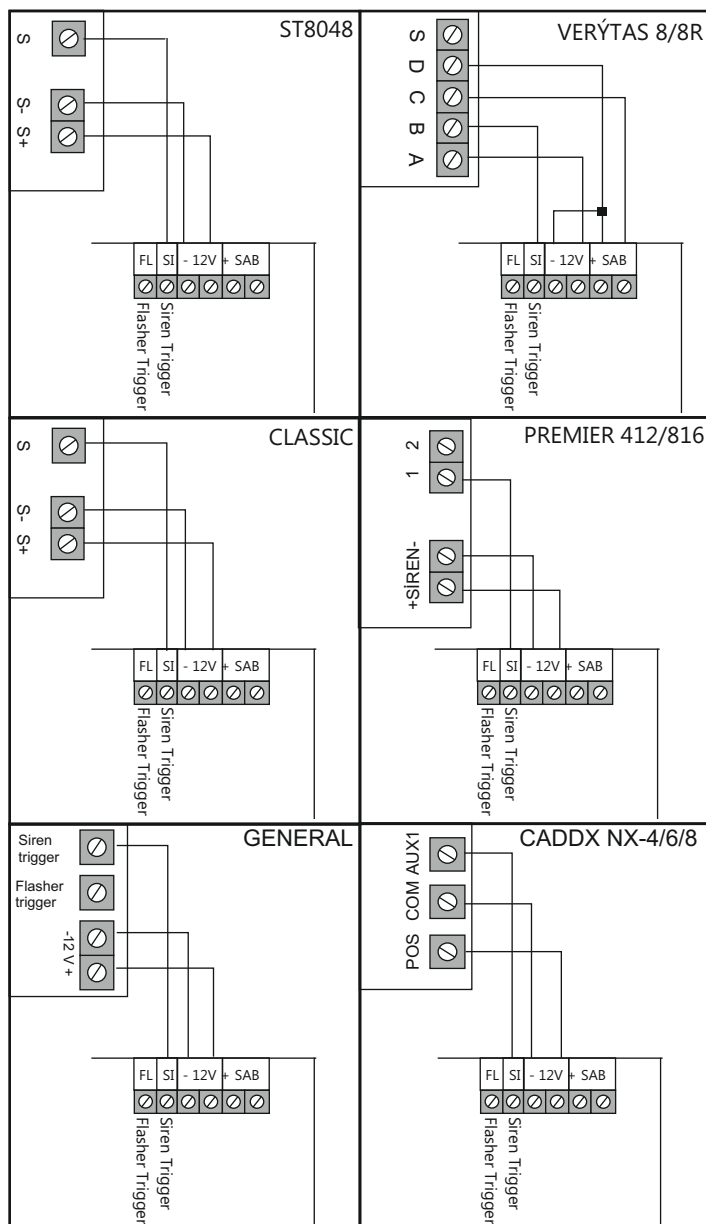 ST8048
S
S-
S+
FL SI - 12V + SAB
Flasher Trigger
Siren Trigger
VERÝTAS 8/8R
S
D
C
B
A
FL SI - 12V + SAB
Flasher Trigger
Siren Trigger
CLASSIC
S
S-
S+
FL SI - 12V + SAB
Flasher Trigger
Siren Trigger
PREMIER 412/816
2
1
+SİREN-
FL SI - 12V + SAB
Flasher Trigger
Siren Trigger
GENERAL
Siren
trigger
Flasher
trigger
-12 V +
FL SI - 12V + SAB
Flasher Trigger
Siren Trigger
CADDX NX-4/6/8
AUX1
COM
POS
FL SI - 12V + SAB
Flasher Trigger
Siren Trigger